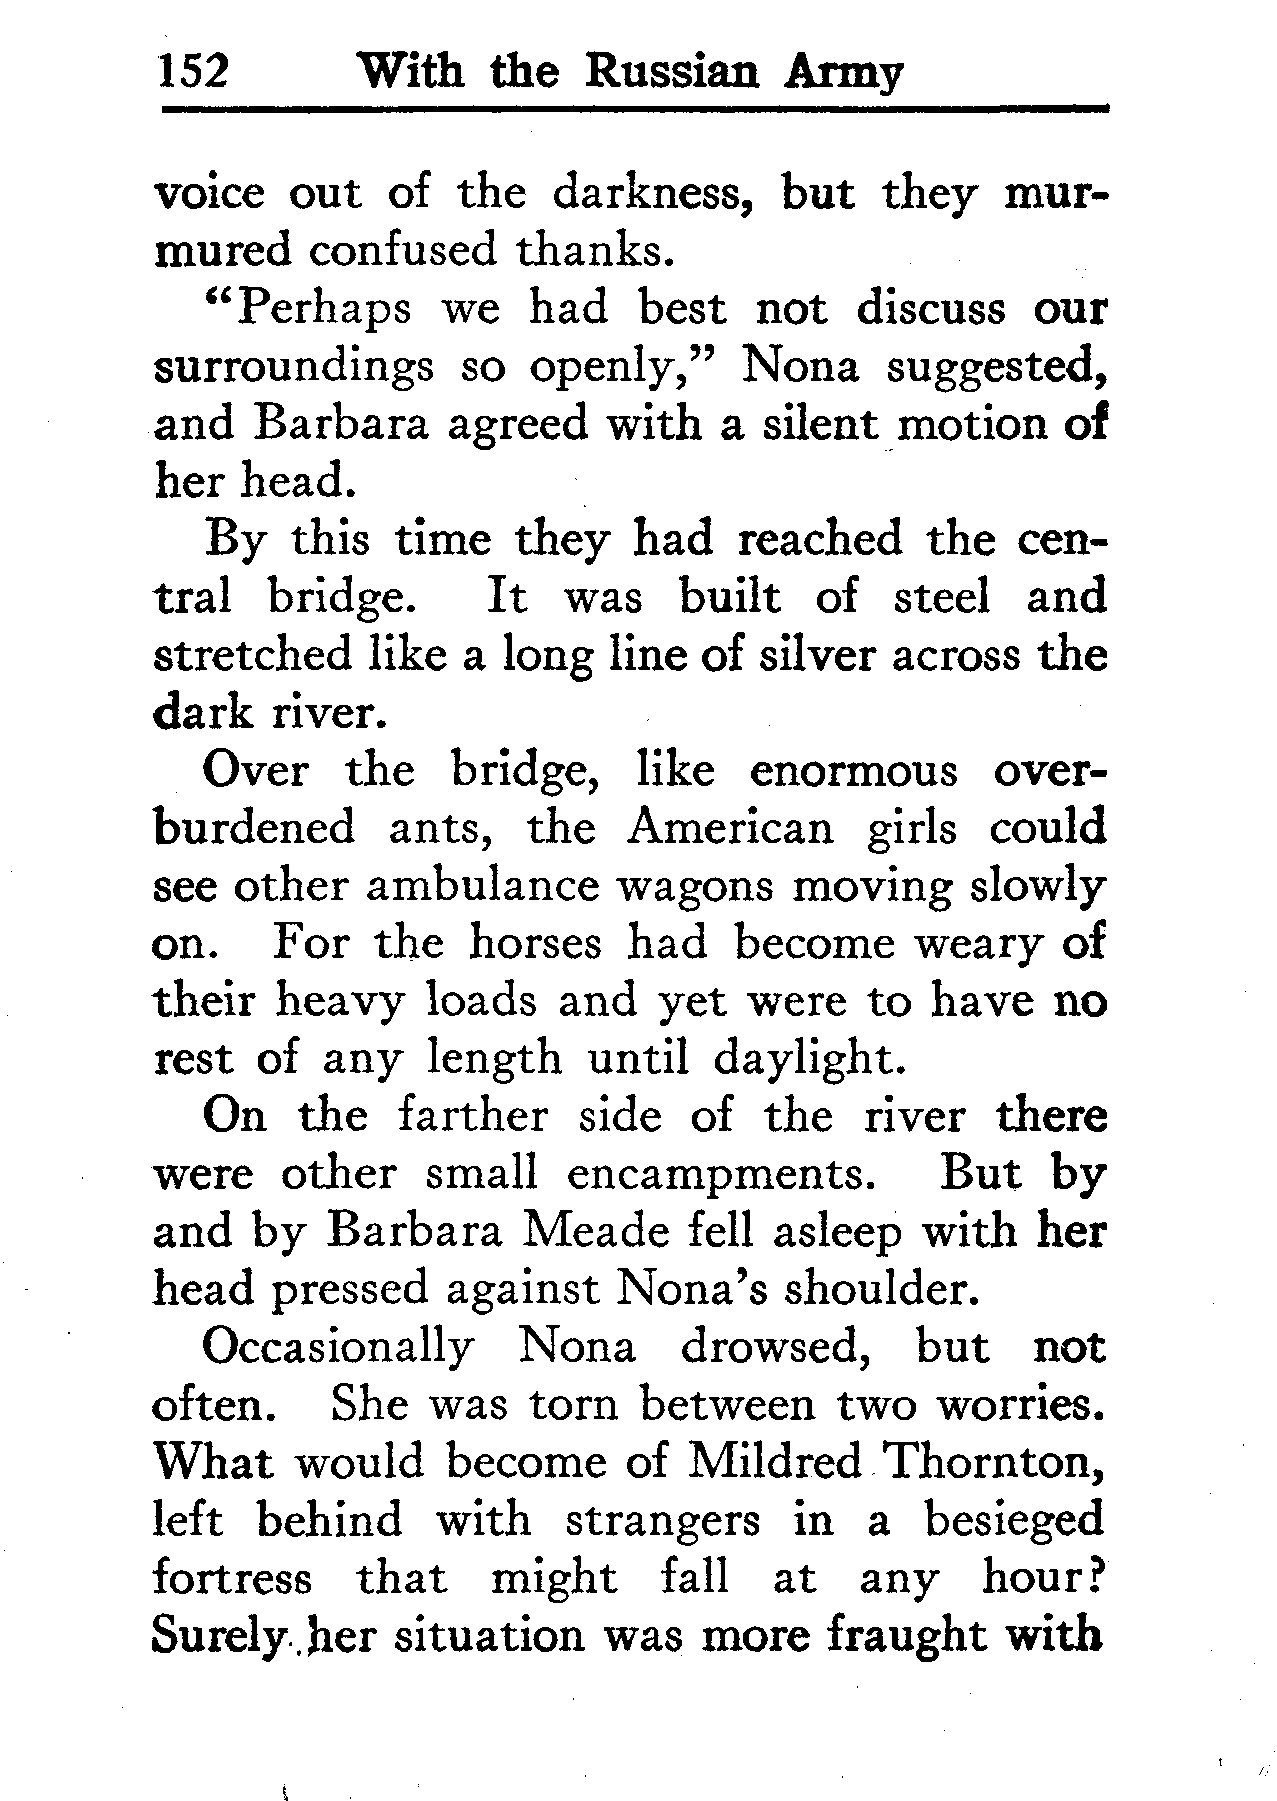 152 With the Russian Army
voice out of the darkness, but they mur-
mured confused thanks.
“Perhaps we had best not discuss our
surroundings so openly,” Nona suggested,
and Barbara agreed with a silent motion of
her head.
By this time they had reached the cen-
tral bridge. It was built of steel and
stretched like a long line of silver across the
dark river.
Over the bridge, like enormous over-
burdened ants, the American girls could
see other ambulance wagons moving slowly
on. For the horses had become weary of
their heavy loads and yet were to have no
rest of any length until daylight.
On the farther side of the river there
were other small encampments. But by
and by Barbara Meade fell asleep with her
head pressed against Nona’s shoulder.
Occasionally Nona drowsed, but not
often. She was torn between two worries.
What would become of Mildred Thornton,
left behind with strangers in a besieged
fortress that might fall at any hour?
Surely her situation was more fraught with